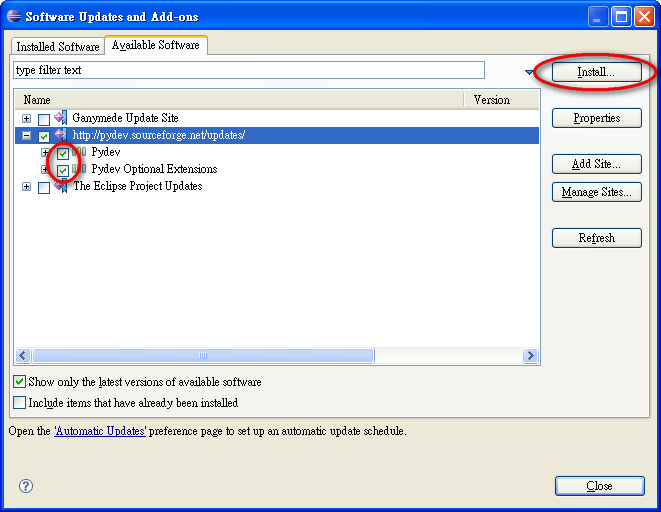 Software Updates and Add-ons
Installed Software
Available Software
type filter text
Install...
Name
Version
Ganymede Update Site
http://pydev.sourceforge.net/updates/
Pydev
Pydev Optional Extensions
The Eclipse Project Updates
Properties
Add Site...
Manage Sites...
Refresh
Show only the latest versions of available software
Include items that have already been installed
Open the 'Automatic Updates' preference page to set up an automatic update schedule.
?
Close